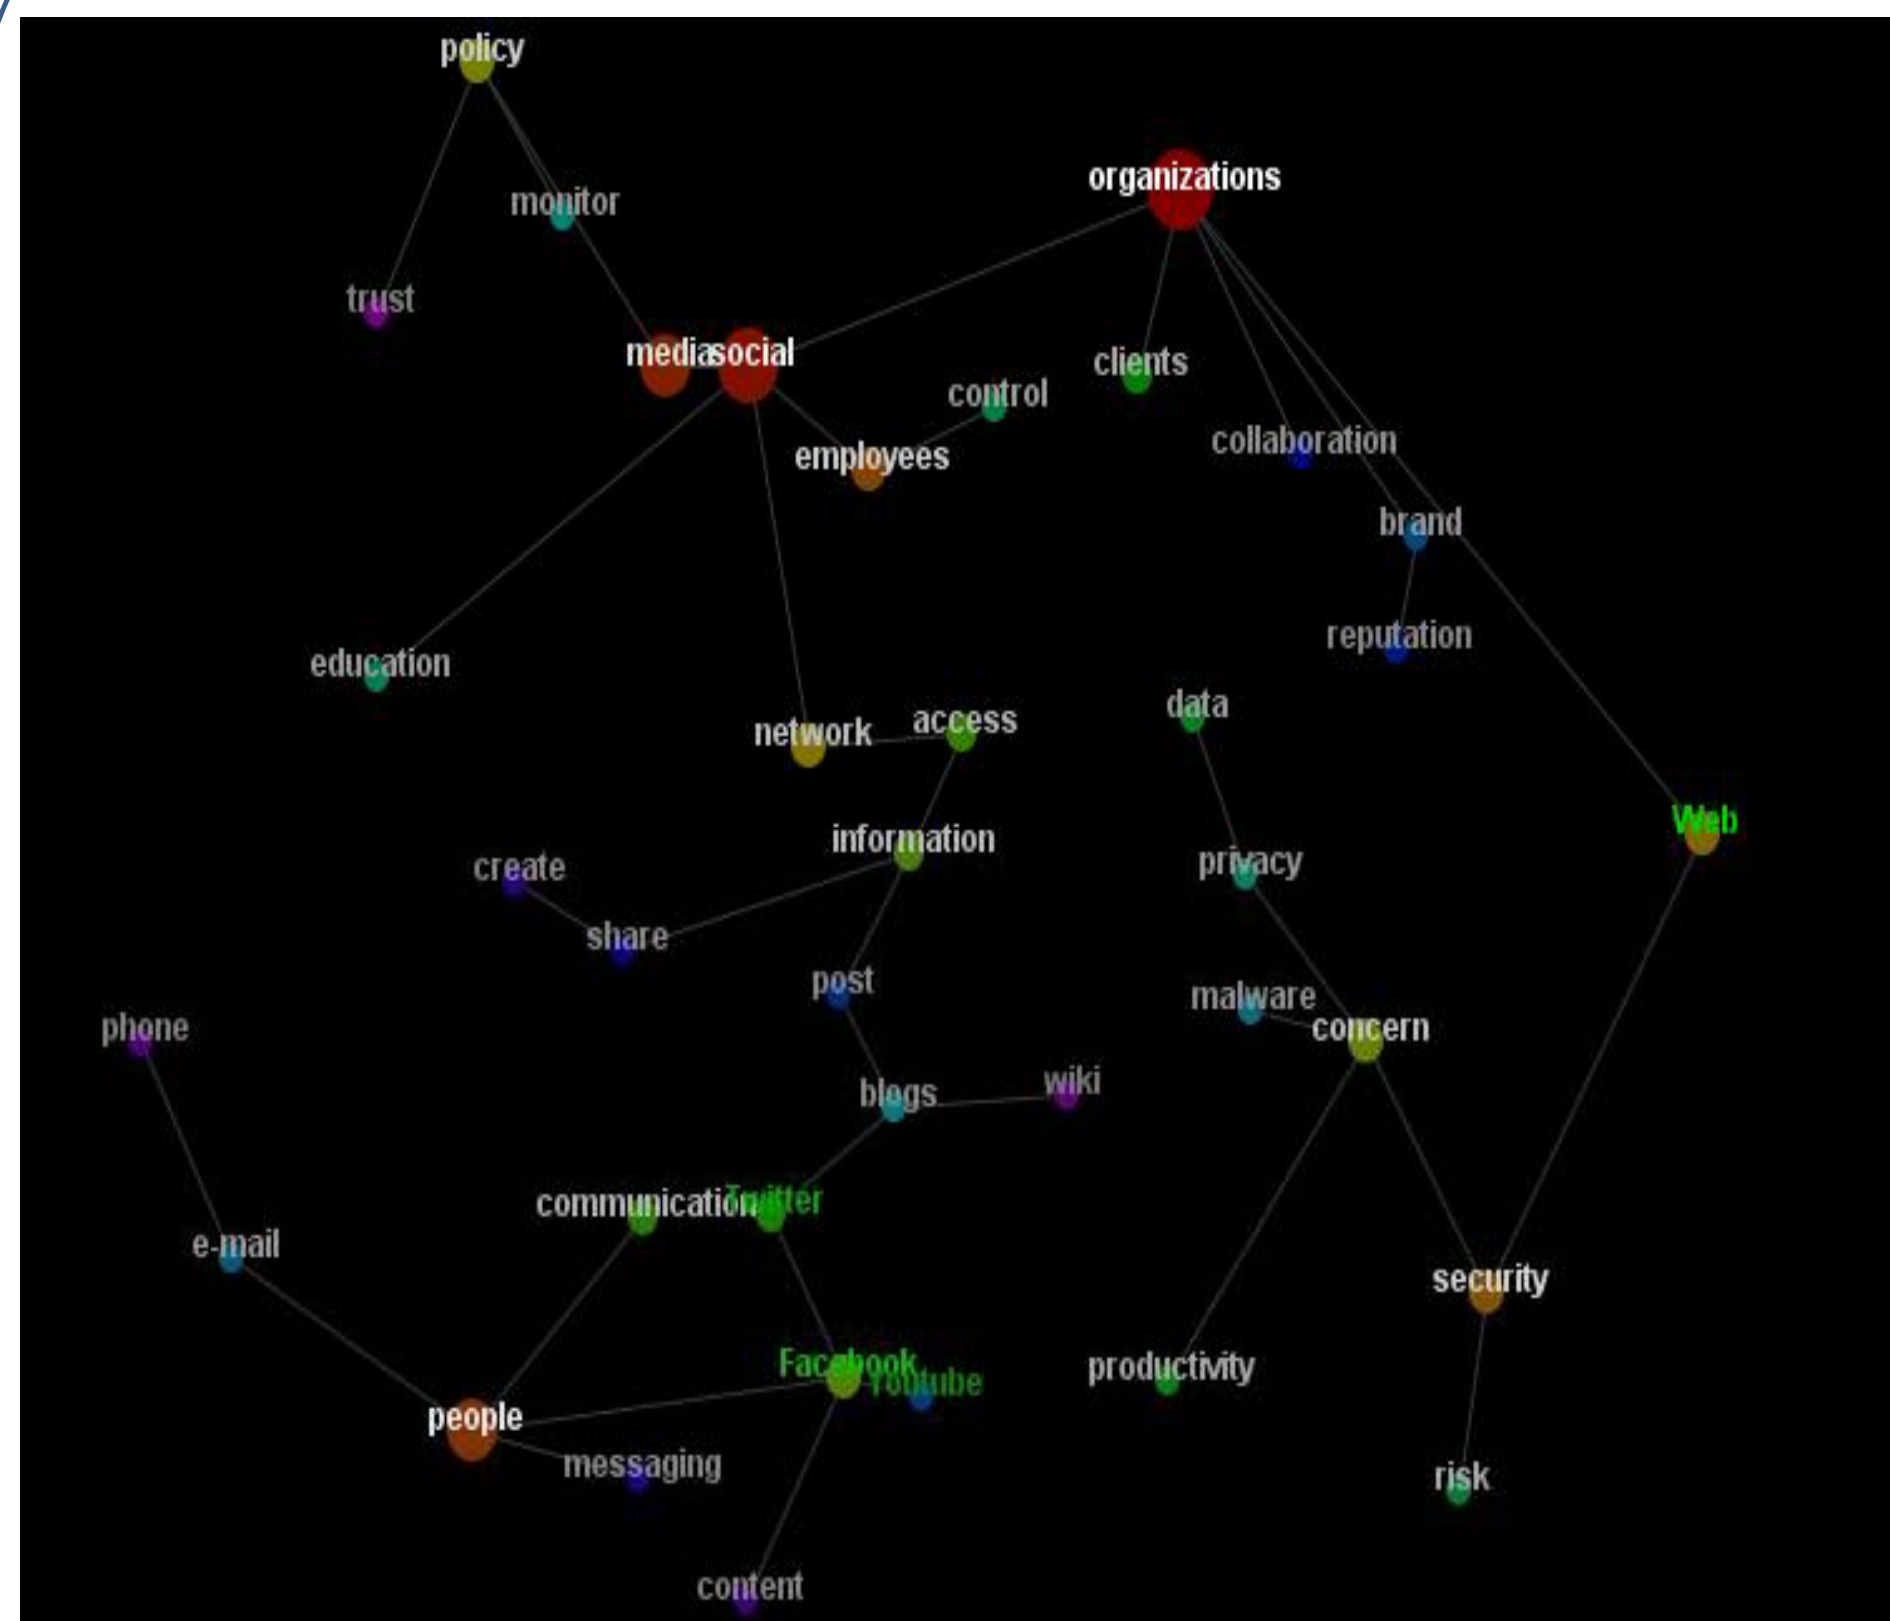 policy
organizations
monitor
trust
media
social
clients
control
collaboration
employees
brand
reputation
education
data
access
network
Web
information
privacy
create
share
post
malware
phone
concern
wiki
blogs
communication
Twitter
e-mail
security
Facebook
Youtube
productivity
people
messaging
risk
content